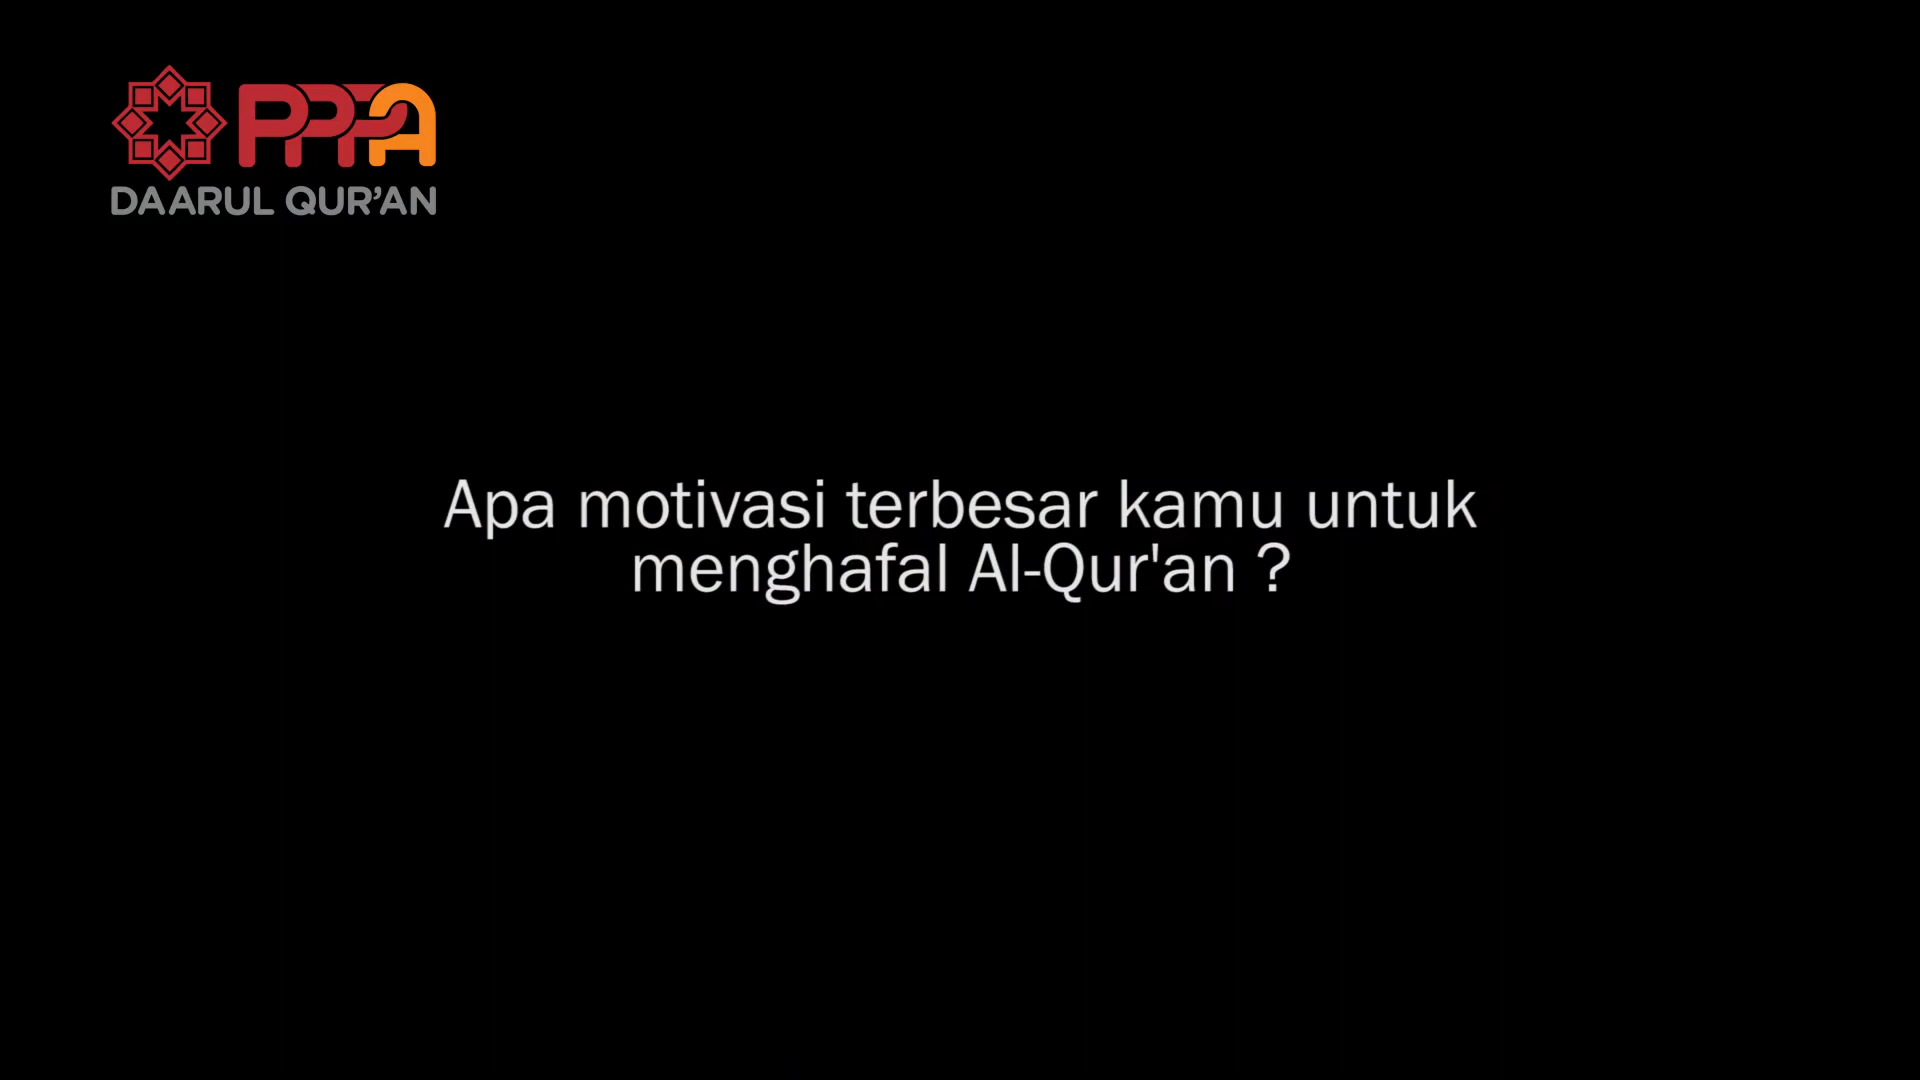 PPPA
DAARUL QUR'AN
Apa motivasi terbesar kamu untuk
menghafal Al-Qur'an ?